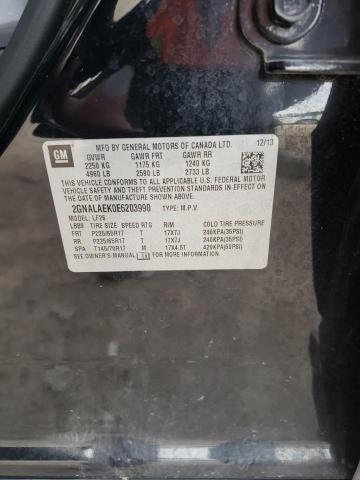 GM
MFD BY GENERAL MOTORS OF CANADA LTD.
12/13
GVWR GAWR FRT GAWR RR
2250 KG 1175 KG 1240 KG
4960 LB 2590 LB 2733 LB
THIS VEHICLE CONFORMS TO ALL APPLICABLE U.S. FEDERAL MOTOR
VEHICLE SAFETY, BUMPER, AND THEFT PREVENTION STANDARDS IN EFFECT ON
THE DATE OF MANUFACTURE SHOWN ABOVE.
2GNALAEK0E6203990 TYPE: M.P.V.
MODEL: LF26
TIRE SIZE SPEED RTG RIM
FRT P225/65R17 T 17X7J 240KPA(35PSI)
RR P225/65R17 T 17X7J 240KPA(35PSI)
SPA T145/70R17 M 17X4.5T 420KPA(60PSI)
SEE OWNER'S MANUAL FOR MORE INFORMATION.